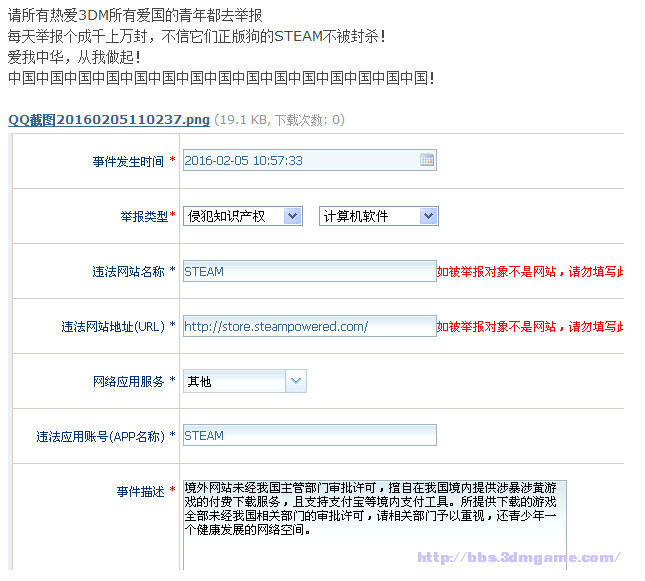 请所有热爱3DM所有爱国的青年都去举报
每天举报个成千上万封，不信它们正版狗的STEAM不被封杀！
爱我中华，从我做起！
中国中国中国中国中国中国中国中国中国中国中国中国中国中国中国！
QQ截图20160205110237.png (19.1 KB, 下载次数: 0)
事件发生时间 * 2016-02-05 10:57:33
举报类型* 侵犯知识产权 计算机软件
违法网站名称 * STEAM 如被举报对象不是网站，请勿填写此
违法网站地址(URL) * http://store.steampowered.com/ 如被举报对象不是网站，请勿填写此
网络应用服务 * 其他
违法应用账号(APP名称) * STEAM
事件描述 * 境外网站未经我国主管部门审批许可，擅自在我国境内提供涉暴涉黄游
戏的付费下载服务，且支持支付宝等境内支付工具。所提供下载的游戏
全部未经我国相关部门的审批许可，请相关部门予以重视，还青少年一
个健康发展的网络空间。
http://bbs.3dmgame.com/